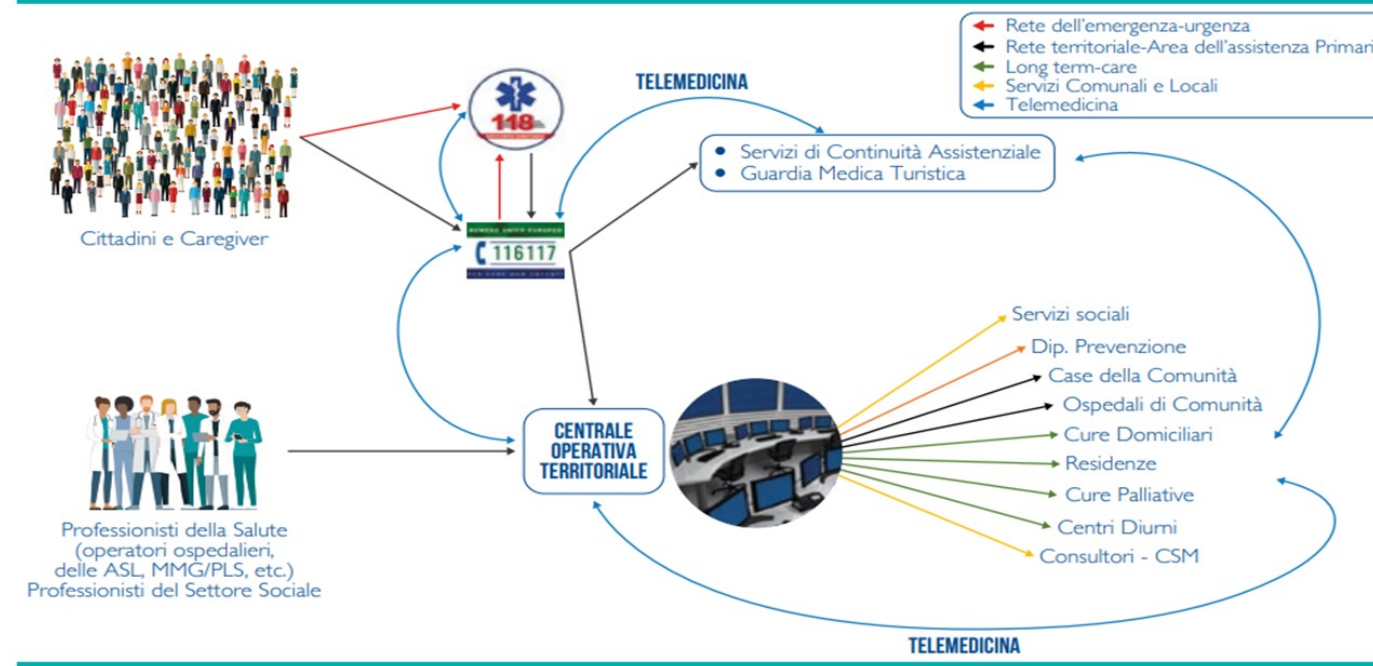 Rete dell'emergenza-urgenza
Rete territoriale-Area dell'assistenza Primari
Long term-care
Servizi Comunali e Locali
Telemedicina
TELEMEDICINA
118
Servizi di Continuità Assistenziale
Guardia Medica Turistica
NUMERO UNICO EUROPEO
116117
Cittadini e Caregiver
Servizi sociali
Dip. Prevenzione
Case della Comunità
Ospedali di Comunità
Cure Domiciliari
Residenze
Cure Palliative
Centri Diurni
Consultori - CSM
CENTRALE
OPERATIVA
TERRITORIALE
Professionisti della Salute
(operatori ospedalieri,
delle ASL, MMG/PLS, etc.)
Professionisti del Settore Sociale
TELEMEDICINA